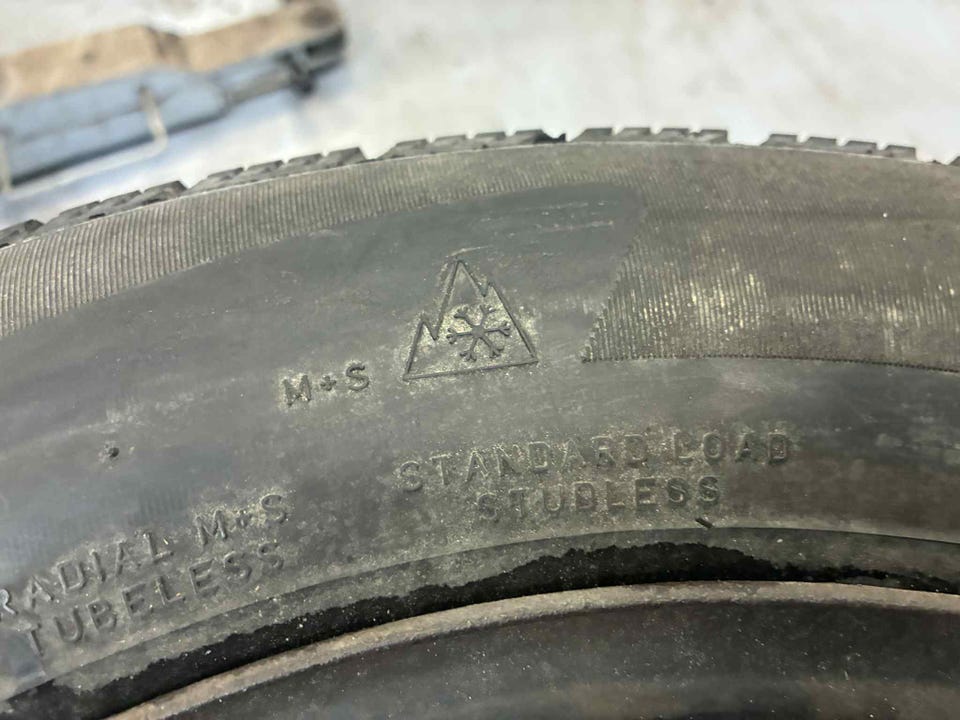 M+S
STANDARD LOAD
STUDLESS
RADIAL M+S
TUBELESS